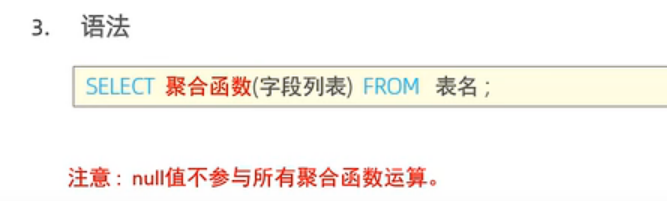 3. 语法
SELECT 聚合函数(字段列表) FROM 表名 ;
注意：null值不参与所有聚合函数运算。